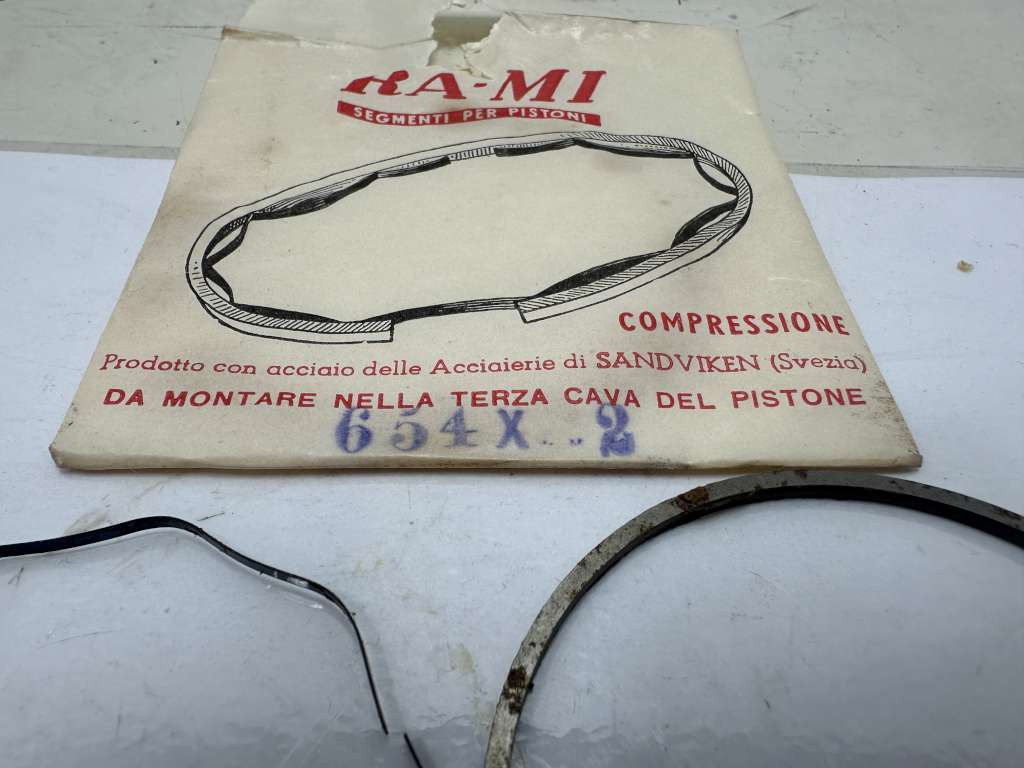 RA-MI
SEGMENTI PER PISTONI
COMPRESSIONE
Prodotto con acciaio delle Acciaierie di SANDVIKEN (Svezia)
DA MONTARE NELLA TERZA CAVA DEL PISTONE
654 X 2